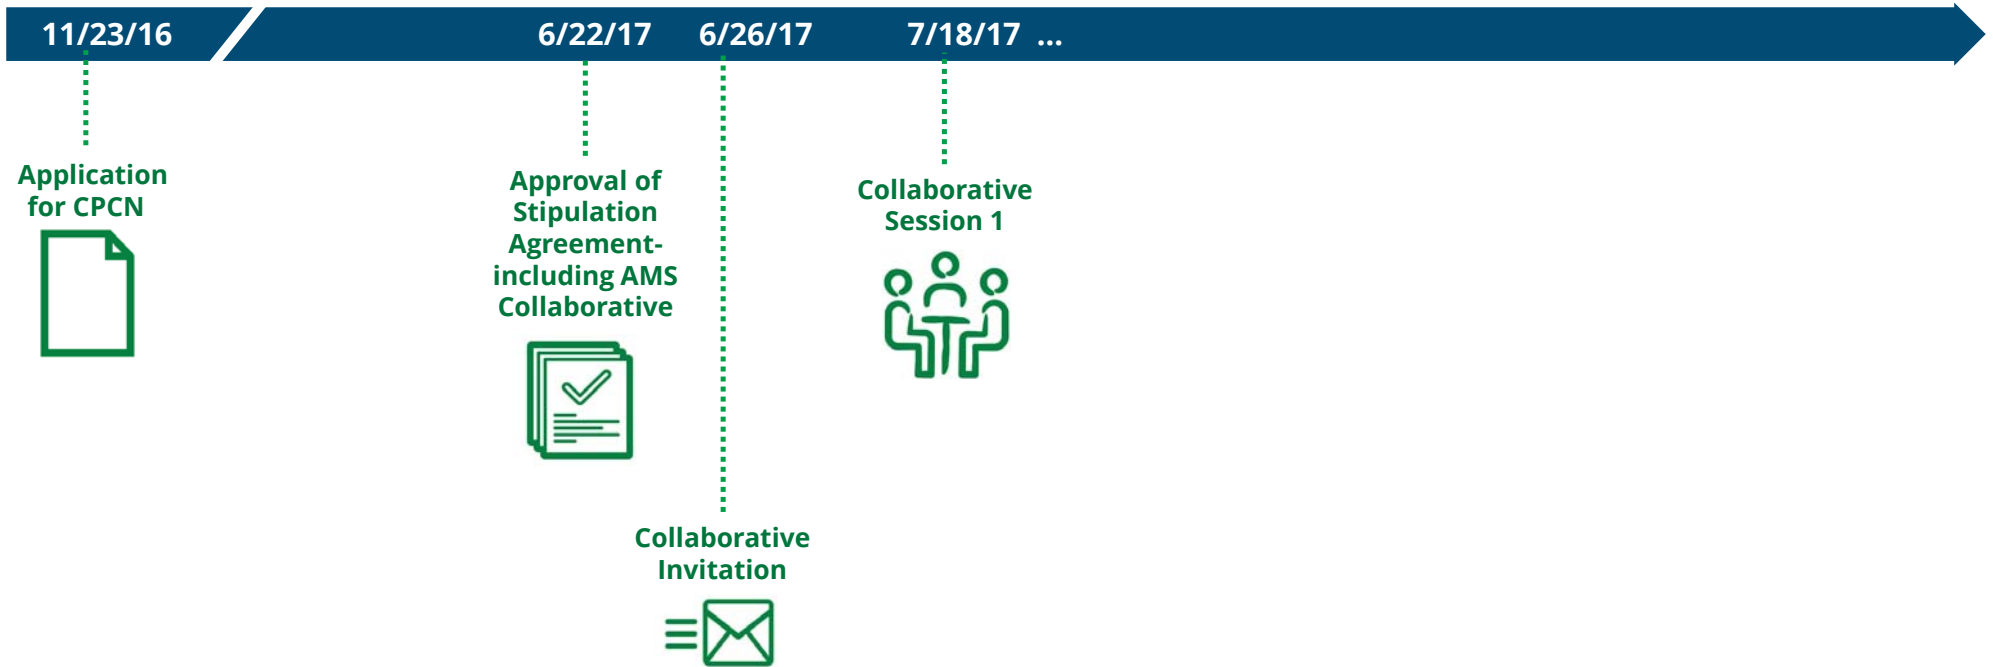 11/23/16
6/22/17
6/26/17
7/18/17 ...
Application
for CPCN
Approval of
Stipulation
Agreement-
including AMS
Collaborative
Collaborative
Session 1
Collaborative
Invitation